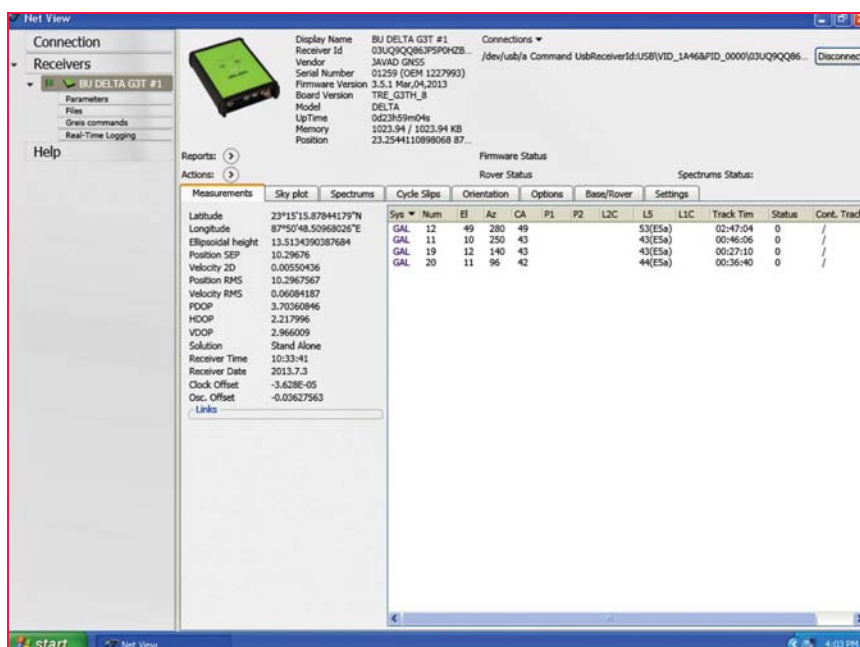 Net View
Connection
Receivers
BU DELTA G3T #1
Parameters
Files
Greis commands
Real-Time Logging
Help
Display Name BU DELTA G3T #1
Receiver Id 03UQ9QQ86JP5P0HZB...
Vendor JAVAD GNSS
Serial Number 01259 (OEM 1227993)
Firmware Version 3.5.1 Mar,04,2013
Board Version TRE_G3TH_8
Model DELTA
UpTime 0d23h59m04s
Memory 1023.94 / 1023.94 KB
Position 23.2544110898068 87...
Connections
/dev/usb/a Command UsbReceiverId:USB\VID_1A46&PID_0000\03UQ9QQ86... Disconnec
Reports: Firmware Status
Actions: Rover Status Spectrums Status:
Measurements Sky plot Spectrums Cycle Slips Orientation Options Base/Rover Settings
Latitude 23°15'15.87844179"N
Longitude 87°50'48.50968026"E
Ellipsoidal height 13.5134390387684
Position SEP 10.29676
Velocity 2D 0.00550436
Position RMS 10.2967567
Velocity RMS 0.06084187
PDOP 3.70360846
HDOP 2.217996
VDOP 2.966009
Solution Stand Alone
Receiver Time 10:33:41
Receiver Date 2013.7.3
Clock Offset -3.628E-05
Osc. Offset -0.03627563
Links
Sys Num El Az CA P1 P2 L2C L5 L1C Track Tim Status Cont. Trac
GAL 12 49 280 49 53(E5a) 02:47:04 0 /
GAL 11 10 250 43 43(E5a) 00:46:06 0 /
GAL 19 12 140 43 43(E5a) 00:27:10 0 /
GAL 20 11 96 42 44(E5a) 00:36:40 0 /
start Net View 4:03 PM